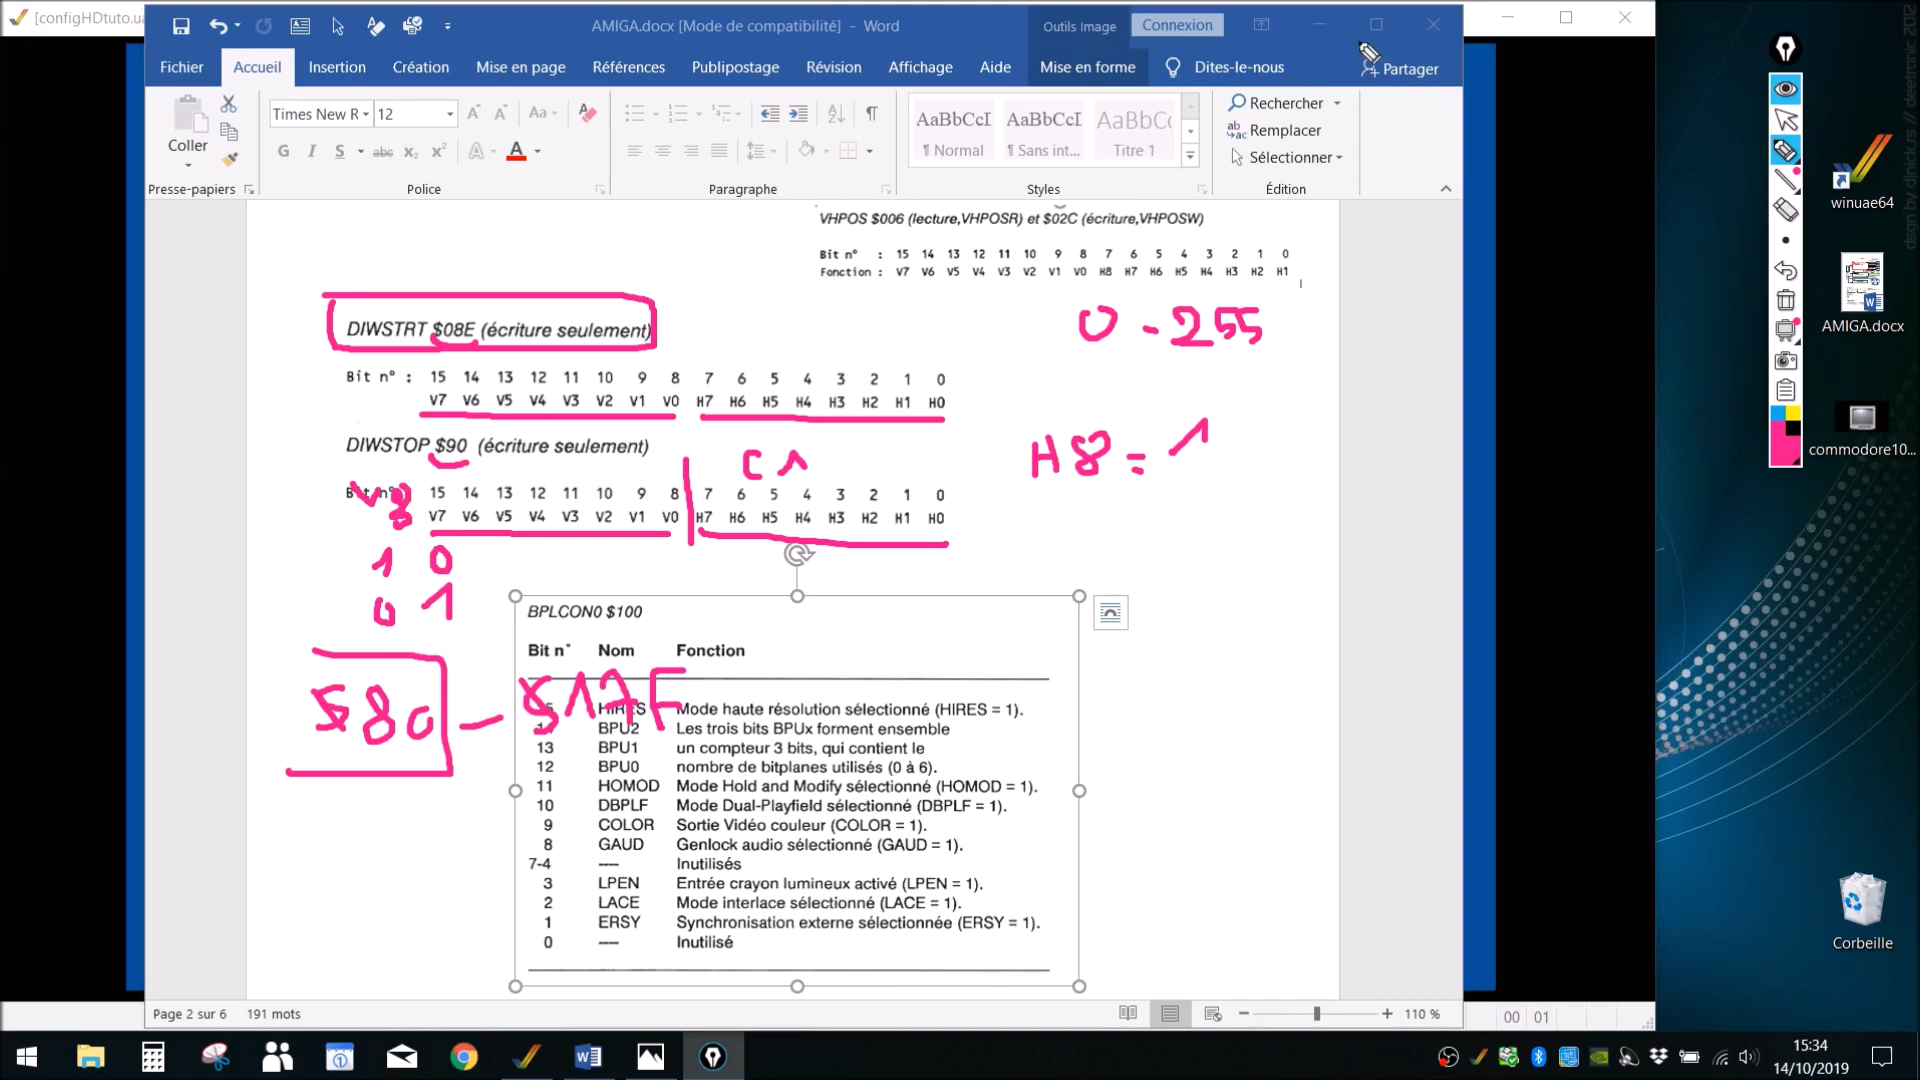 [configHDtuto.ua
AMIGA.docx [Mode de compatibilité] - Word
Outils Image
Connexion
Fichier Accueil Insertion Création Mise en page Références Publipostage Révision Affichage Aide Mise en forme Dites-le-nous Partager
Coller
Times New R 12
Aa
G I S abc x2 x2 A A
AaBbCcI AaBbCcI AaBbCc
¶ Normal ¶ Sans int... Titre 1
Rechercher
Remplacer
Sélectionner
Presse-papiers Police Paragraphe Styles Édition
VHPOS $006 (lecture,VHPOSR) et $02C (écriture,VHPOSW)
Bit n° : 15 14 13 12 11 10 9 8 7 6 5 4 3 2 1 0
Fonction : V7 V6 V5 V4 V3 V2 V1 V0 H8 H7 H6 H5 H4 H3 H2 H1
DIWSTRT $08E (écriture seulement)
0 - 255
Bit n° : 15 14 13 12 11 10 9 8 7 6 5 4 3 2 1 0
V7 V6 V5 V4 V3 V2 V1 V0 H7 H6 H5 H4 H3 H2 H1 H0
DIWSTOP $90 (écriture seulement)
H8 = 1
C1
Bit n° 15 14 13 12 11 10 9 8 7 6 5 4 3 2 1 0
V8
V7 V6 V5 V4 V3 V2 V1 V0 H7 H6 H5 H4 H3 H2 H1 H0
1 0
0 1
$80 - $17F
BPLCON0 $100
Bit n° Nom Fonction
HIRES Mode haute résolution sélectionné (HIRES = 1).
BPU2 Les trois bits BPUx forment ensemble
13 BPU1 un compteur 3 bits, qui contient le
12 BPU0 nombre de bitplanes utilisés (0 à 6).
11 HOMOD Mode Hold and Modify sélectionné (HOMOD = 1).
10 DBPLF Mode Dual-Playfield sélectionné (DBPLF = 1).
9 COLOR Sortie Vidéo couleur (COLOR = 1).
8 GAUD Genlock audio sélectionné (GAUD = 1).
7-4 ---- Inutilisés
3 LPEN Entrée crayon lumineux activé (LPEN = 1).
2 LACE Mode interlace sélectionné (LACE = 1).
1 ERSY Synchronisation externe sélectionnée (ERSY = 1).
0 ---- Inutilisé
Page 2 sur 6 191 mots
110 %
00 01
winuae64
AMIGA.docx
commodore10...
Corbeille
dsgn by djnick.rs // deetronic 2012
15:34
14/10/2019